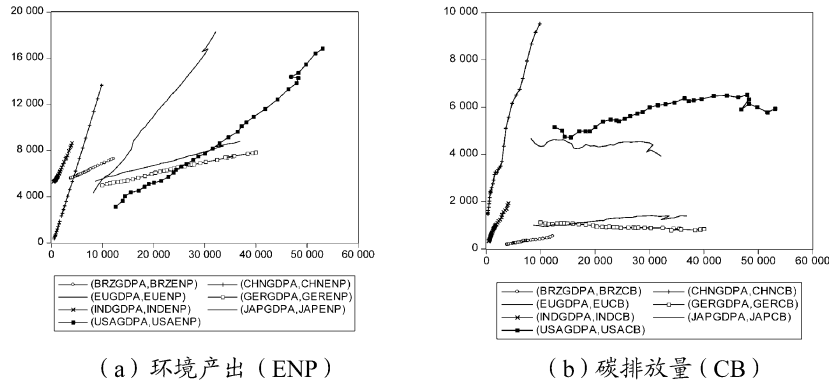 20 000
16 000
12 000
8 000
4 000
0
0 10 000 20 000 30 000 40 000 50 000 60 000
(BRZGDPA,BRZENP) (CHNGDPA,CHNENP)
(EUGDPA,EUENP) (GERGDPA,GERENP)
(INDGDPA,INDENP) (JAPGDPA,JAPENP)
(USAGDPA,USAENP)
(a)环境产出(ENP)
10 000
8 000
6 000
4 000
2 000
0
0 10 000 20 000 30 000 40 000 50 000 60 000
(BRZGDPA,BRZCB) (CHNGDPA,CHNCB)
(EUGDPA,EUCB) (GERGDPA,GERCB)
(INDGDPA,INDCB) (JAPGDPA,JAPCB)
(USAGDPA,USACB)
(b)碳排放量(CB)